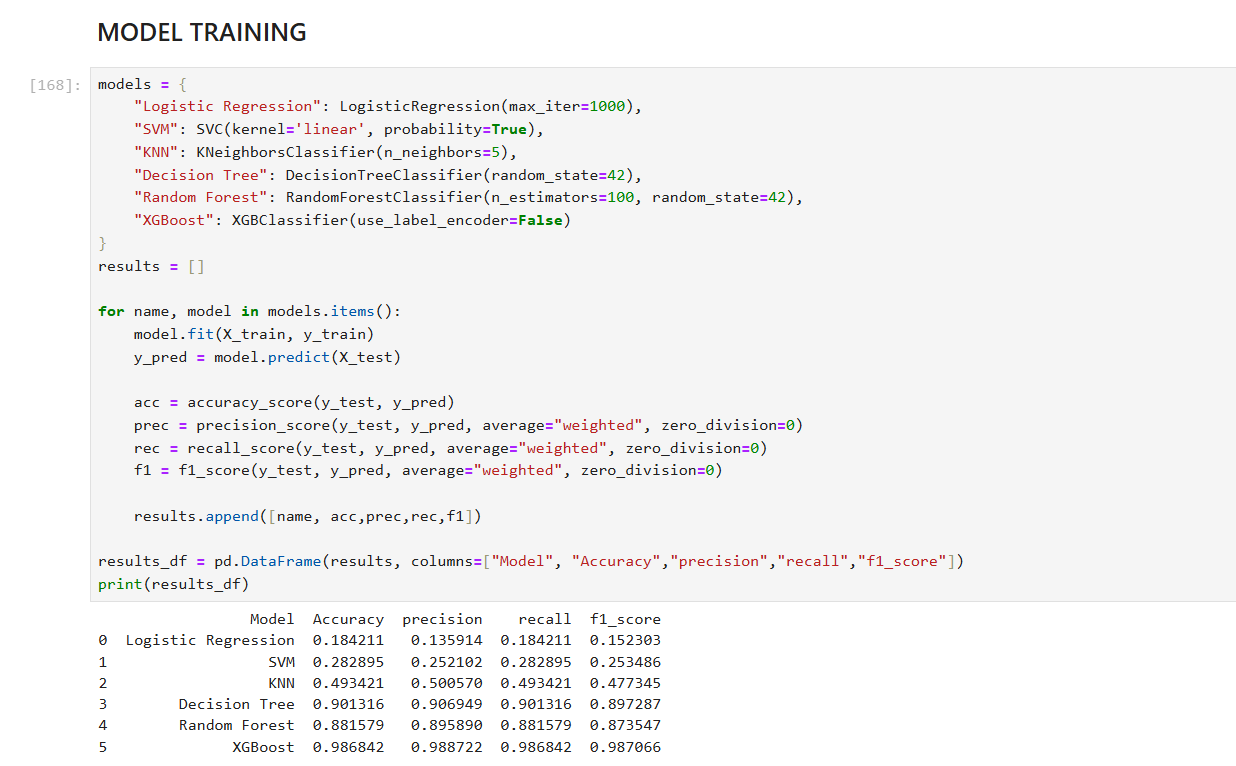 MODEL TRAINING
[168]:
models = {
    "Logistic Regression": LogisticRegression(max_iter=1000),
    "SVM": SVC(kernel='linear', probability=True),
    "KNN": KNeighborsClassifier(n_neighbors=5),
    "Decision Tree": DecisionTreeClassifier(random_state=42),
    "Random Forest": RandomForestClassifier(n_estimators=100, random_state=42),
    "XGBoost": XGBClassifier(use_label_encoder=False)
}
results = []
for name, model in models.items():
    model.fit(X_train, y_train)
    y_pred = model.predict(X_test)
    acc = accuracy_score(y_test, y_pred)
    prec = precision_score(y_test, y_pred, average="weighted", zero_division=0)
    rec = recall_score(y_test, y_pred, average="weighted", zero_division=0)
    f1 = f1_score(y_test, y_pred, average="weighted", zero_division=0)
    results.append([name, acc,prec,rec,f1])
results_df = pd.DataFrame(results, columns=["Model", "Accuracy","precision","recall","f1_score"])
print(results_df)
                 Model  Accuracy  precision    recall  f1_score
0  Logistic Regression  0.184211   0.135914  0.184211  0.152303
1                  SVM  0.282895   0.252102  0.282895  0.253486
2                  KNN  0.493421   0.500570  0.493421  0.477345
3        Decision Tree  0.901316   0.906949  0.901316  0.897287
4        Random Forest  0.881579   0.895890  0.881579  0.873547
5              XGBoost  0.986842   0.988722  0.986842  0.987066